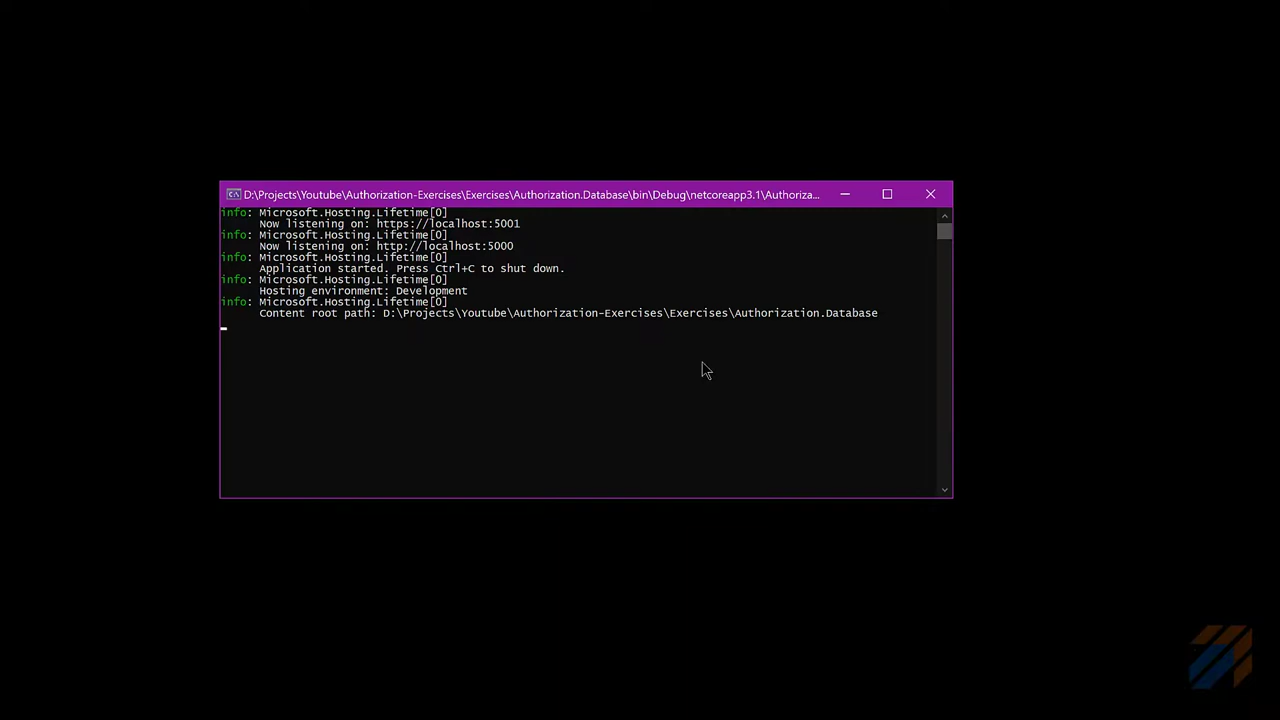 D:\Projects\Youtube\Authorization-Exercises\Exercises\Authorization.Database\bin\Debug\netcoreapp3.1\Authoriza...
info: Microsoft.Hosting.Lifetime[0]
Now listening on: https://localhost:5001
info: Microsoft.Hosting.Lifetime[0]
Now listening on: http://localhost:5000
info: Microsoft.Hosting.Lifetime[0]
Application started. Press Ctrl+C to shut down.
info: Microsoft.Hosting.Lifetime[0]
Hosting environment: Development
info: Microsoft.Hosting.Lifetime[0]
Content root path: D:\Projects\Youtube\Authorization-Exercises\Exercises\Authorization.Database